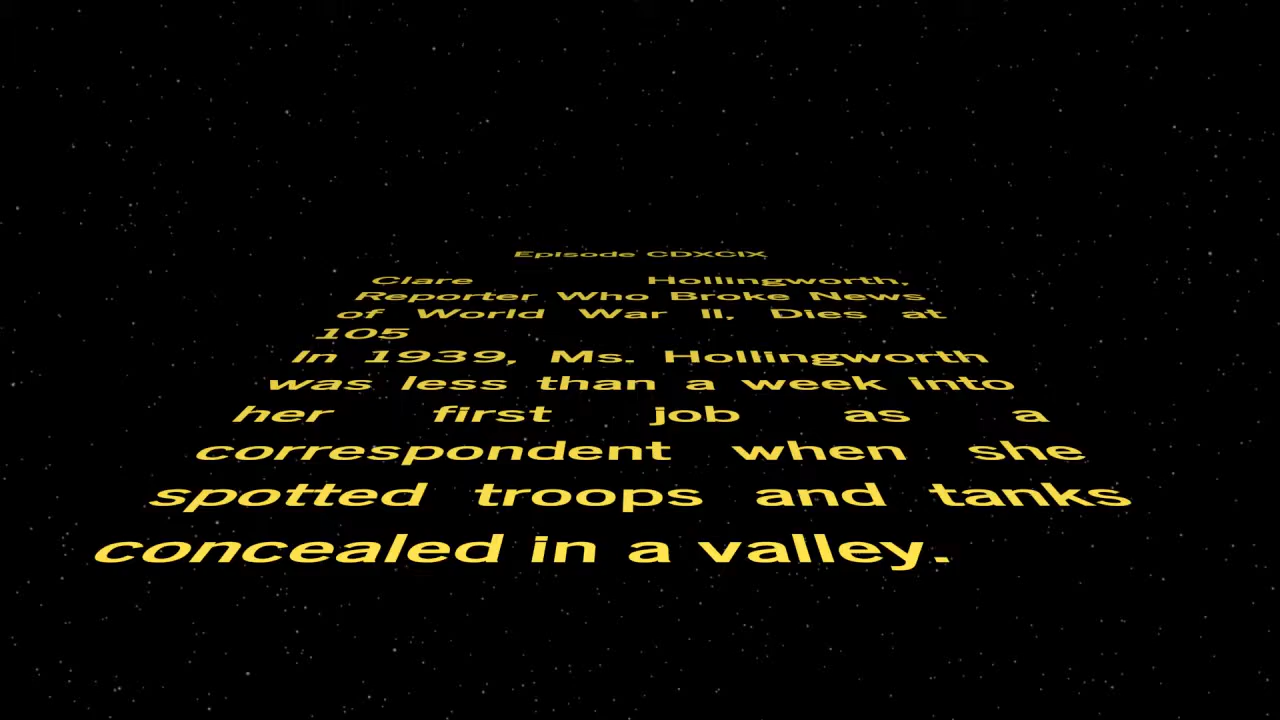 Episode CDXCIX
Clare Hollingworth,
Reporter Who Broke News
of World War II, Dies at
105
In 1939, Ms. Hollingworth
was less than a week into
her first job as a
correspondent when she
spotted troops and tanks
concealed in a valley.